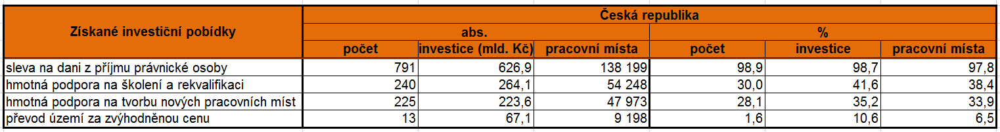 Získané investiční pobídky
Česká republika
abs. %
počet investice (mld. Kč) pracovní místa počet investice pracovní místa
sleva na dani z příjmu právnické osoby 791 626,9 138 199 98,9 98,7 97,8
hmotná podpora na školení a rekvalifikaci 240 264,1 54 248 30,0 41,6 38,4
hmotná podpora na tvorbu nových pracovních míst 225 223,6 47 973 28,1 35,2 33,9
převod území za zvýhodněnou cenu 13 67,1 9 198 1,6 10,6 6,5